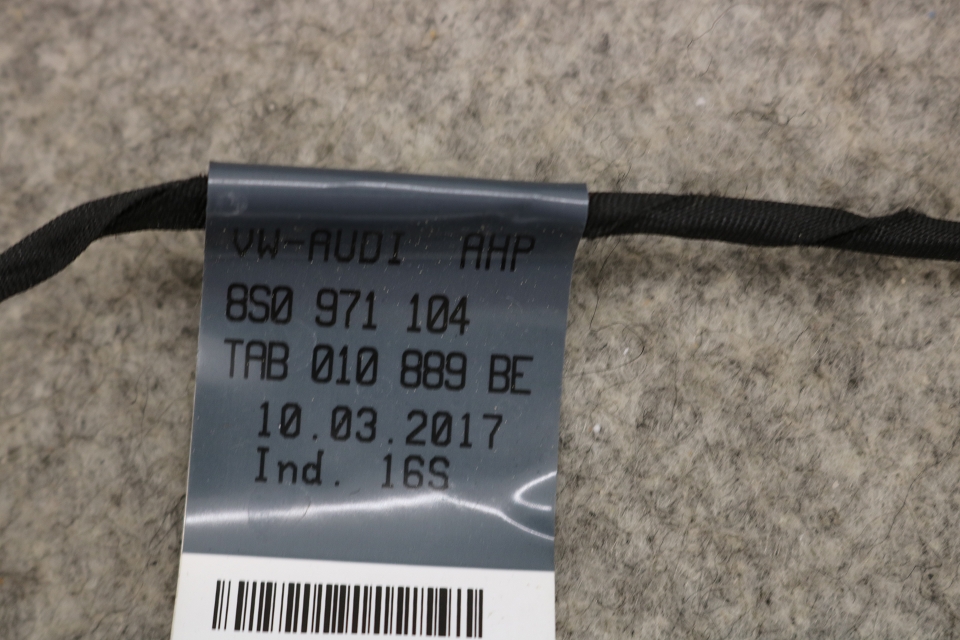 VW-AUDI AHP
8S0 971 104
TAB 010 889 BE
10.03.2017
Ind. 16S